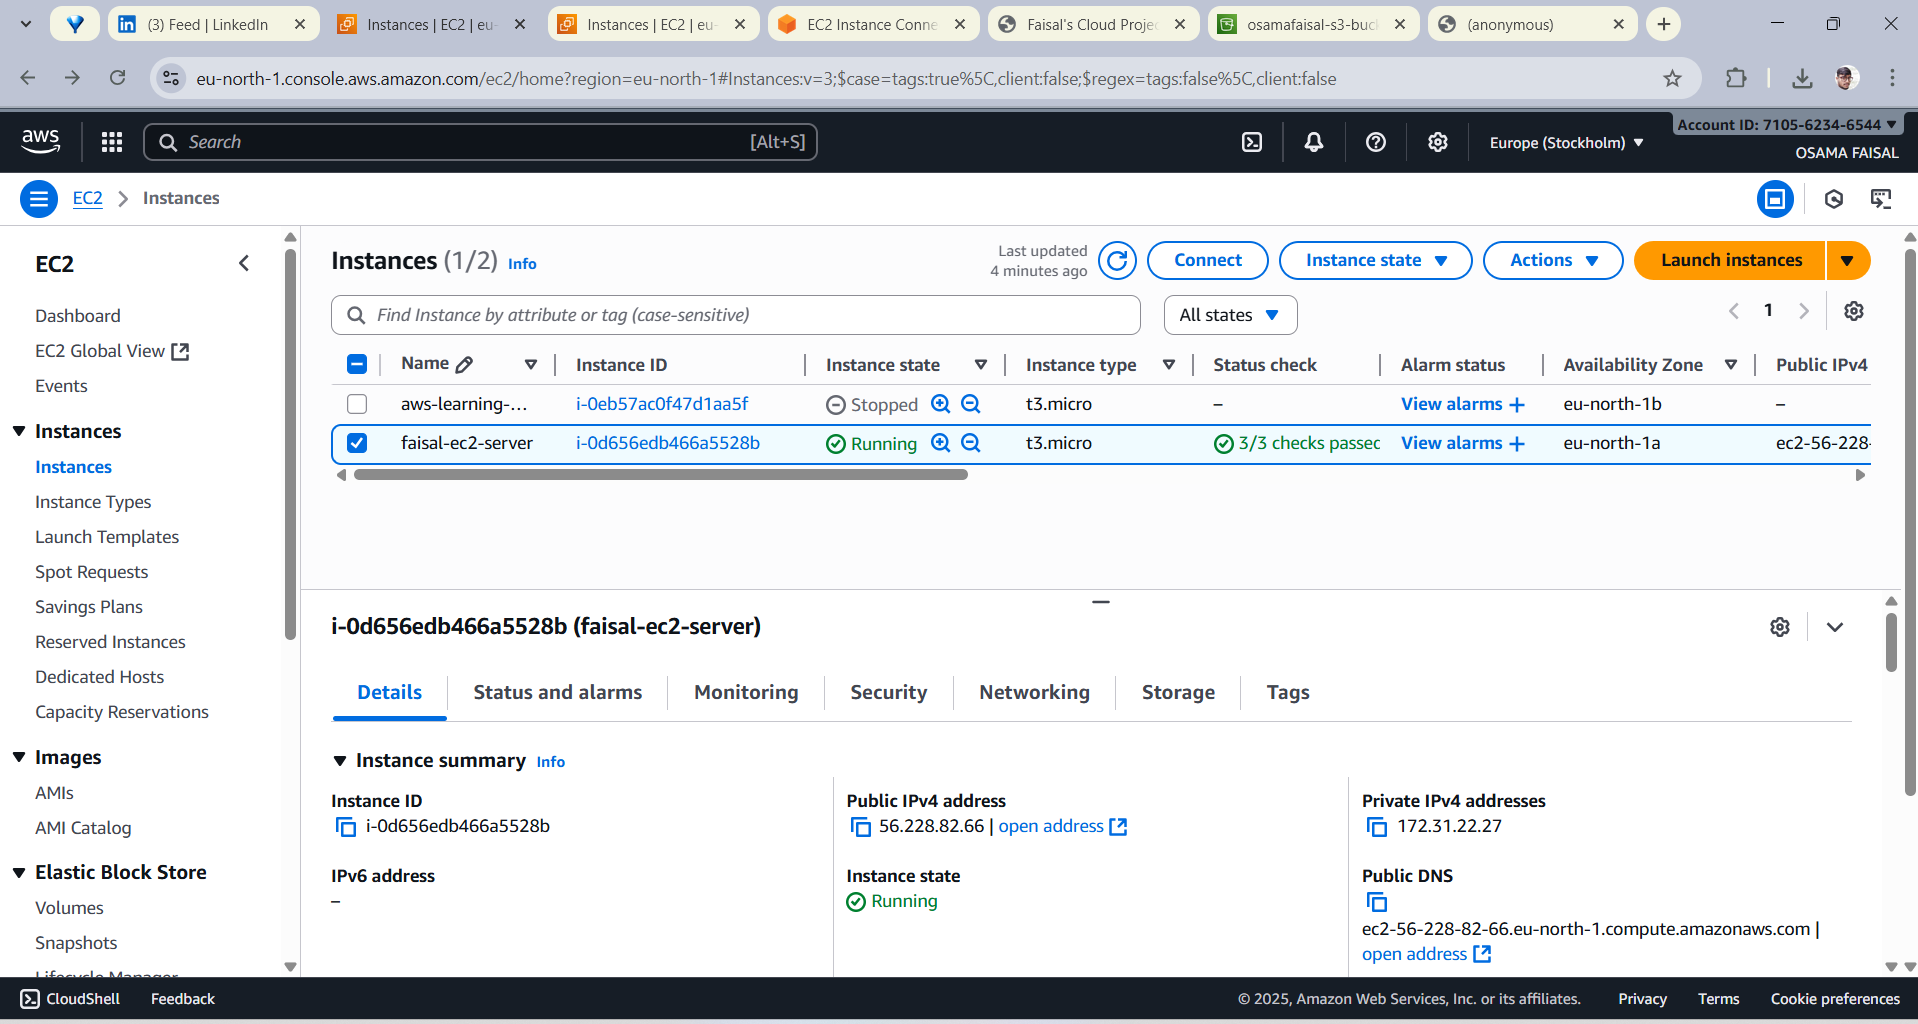 (3) Feed | LinkedIn
Instances | EC2 | eu-
Instances | EC2 | eu-
EC2 Instance Conne
Faisal's Cloud Projec
osamafaisal-s3-buck
(anonymous)
eu-north-1.console.aws.amazon.com/ec2/home?region=eu-north-1#Instances:v=3;$case=tags:true%5C,client:false;$regex=tags:false%5C,client:false
aws
Search
[Alt+S]
Europe (Stockholm)
Account ID: 7105-6234-6544
OSAMA FAISAL
EC2
Instances
EC2
Dashboard
EC2 Global View
Events
Instances
Instances
Instance Types
Launch Templates
Spot Requests
Savings Plans
Reserved Instances
Dedicated Hosts
Capacity Reservations
Images
AMIs
AMI Catalog
Elastic Block Store
Volumes
Snapshots
Lifecycle Manager
Instances (1/2) Info
Last updated
4 minutes ago
Connect
Instance state
Actions
Launch instances
Find Instance by attribute or tag (case-sensitive)
All states
1
Name Instance ID Instance state Instance type Status check Alarm status Availability Zone Public IPv4
aws-learning-... i-0eb57ac0f47d1aa5f Stopped t3.micro – View alarms + eu-north-1b –
faisal-ec2-server i-0d656edb466a5528b Running t3.micro 3/3 checks passed View alarms + eu-north-1a ec2-56-228-
i-0d656edb466a5528b (faisal-ec2-server)
Details
Status and alarms
Monitoring
Security
Networking
Storage
Tags
Instance summary Info
Instance ID
i-0d656edb466a5528b
Public IPv4 address
56.228.82.66 | open address
Private IPv4 addresses
172.31.22.27
IPv6 address
–
Instance state
Running
Public DNS
ec2-56-228-82-66.eu-north-1.compute.amazonaws.com |
open address
CloudShell
Feedback
© 2025, Amazon Web Services, Inc. or its affiliates.
Privacy
Terms
Cookie preferences